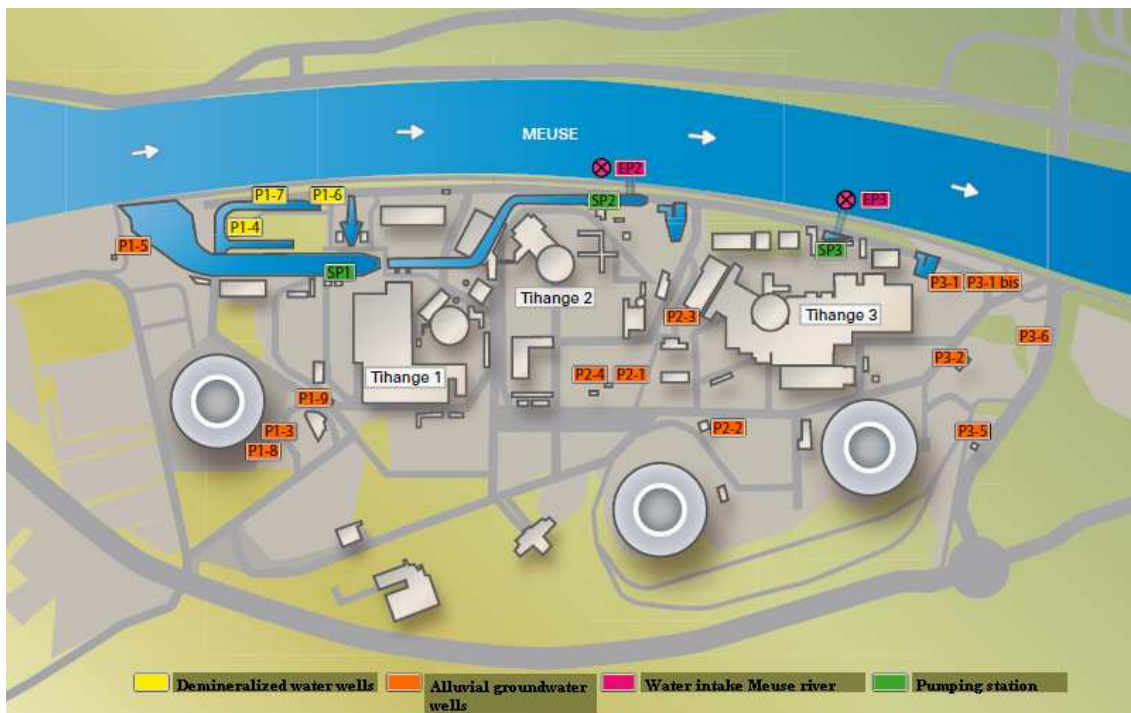 MEUSE
EP2
P1-7
P1-6
SP2
EP3
P1-4
P1-5
SP3
SP1
P3-1
P3-1 bis
Tihange 2
P2-3
Tihange 3
P3-6
P3-2
Tihange 1
P2-4
P2-1
P1-9
P1-3
P2-2
P3-5
P1-8
Demineralized water wells
Alluvial groundwater
wells
Water intake Meuse river
Pumping station